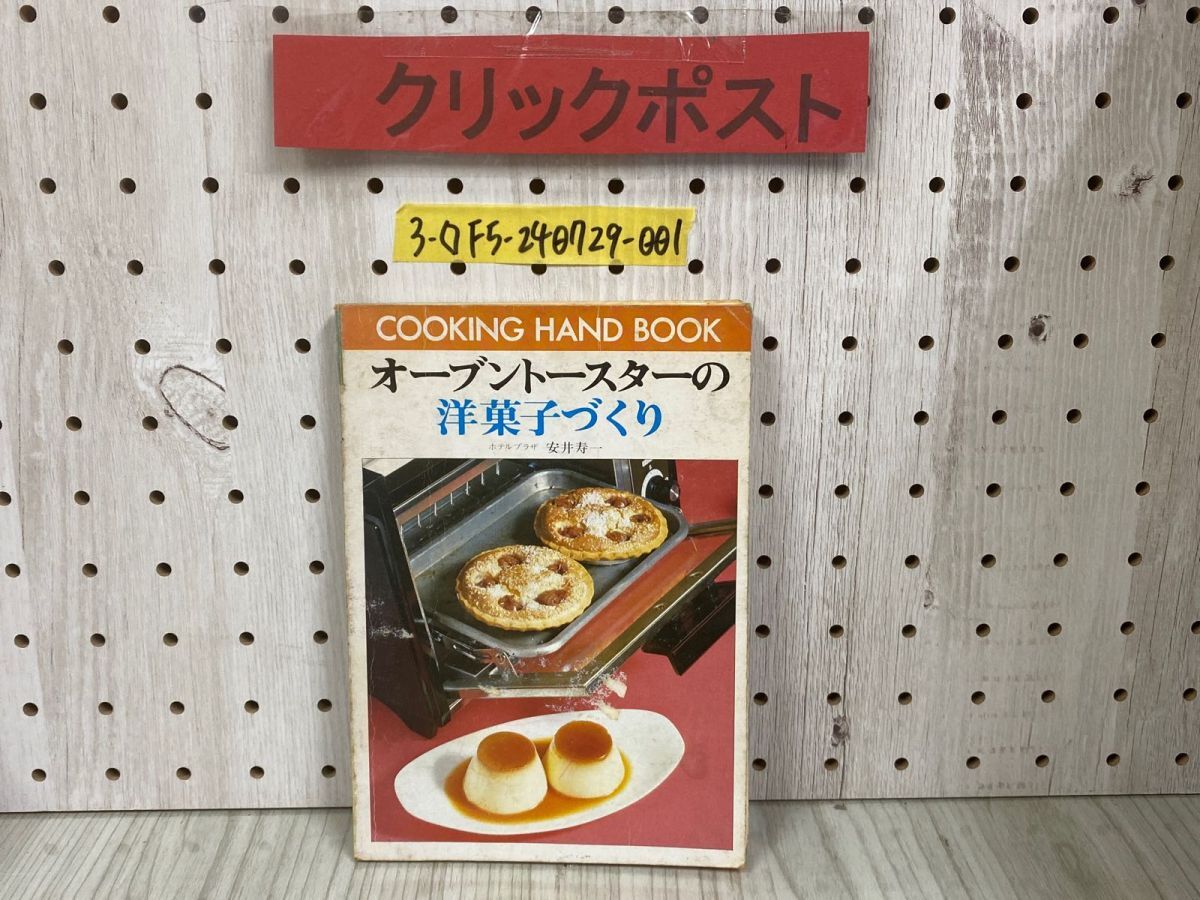 クリックポスト
3-□F5-240729-001
COOKING HAND BOOK
オーブントースターの
洋菓子づくり
ホテルプラザ 安井寿一